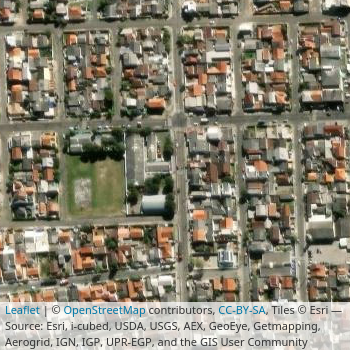 Leaflet | © OpenStreetMap contributors, CC-BY-SA, Tiles © Esri —
Source: Esri, i-cubed, USDA, USGS, AEX, GeoEye, Getmapping,
Aerogrid, IGN, IGP, UPR-EGP, and the GIS User Community